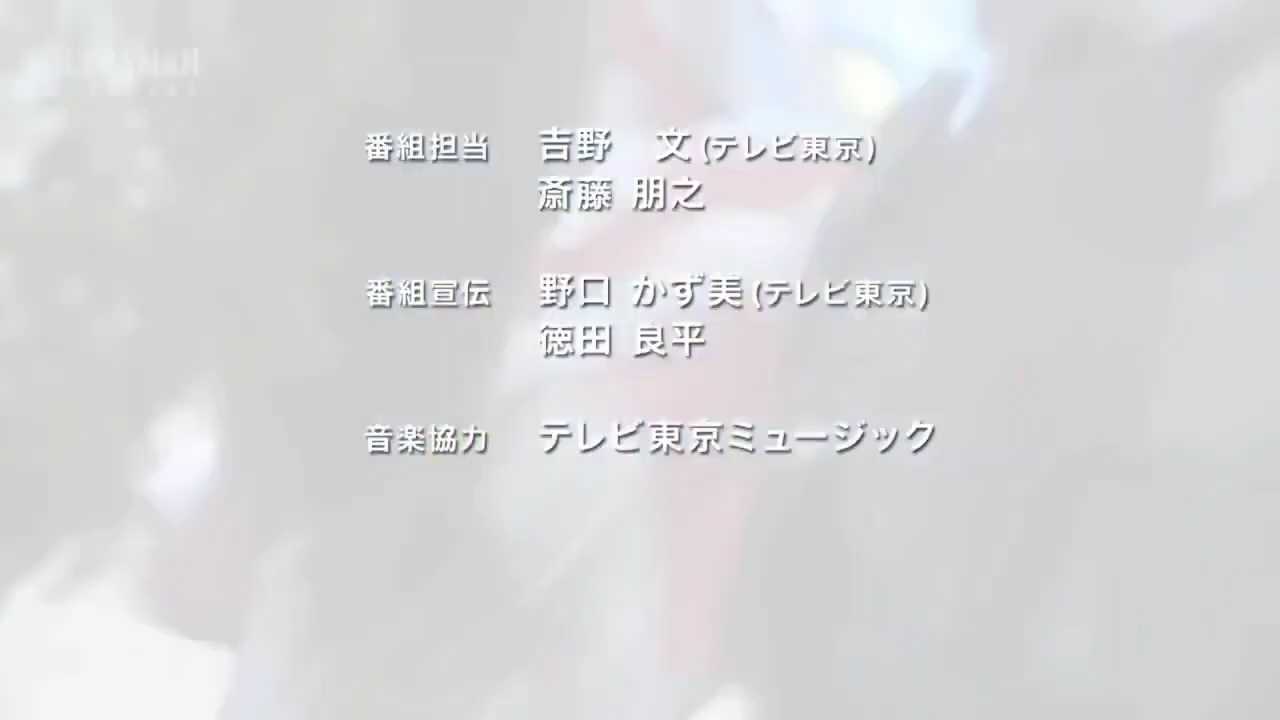 番組担当 吉野 文(テレビ東京)
斎藤 朋之
番組宣伝 野口 かず美(テレビ東京)
徳田 良平
音楽協力 テレビ東京ミュージック